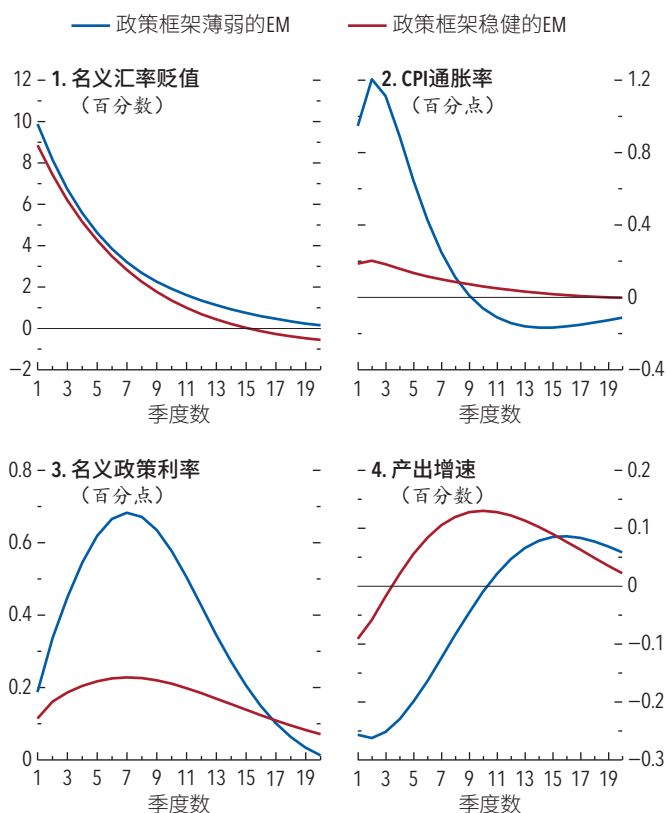 政策框架薄弱的EM
政策框架稳健的EM
1. 名义汇率贬值
（百分数）
12
10
8
6
4
2
0
−2
1 3 5 7 9 11 13 15 17 19
季度数
2. CPI通胀率
（百分点）
1.2
0.8
0.4
0
−0.4
1 3 5 7 9 11 13 15 17 19
季度数
3. 名义政策利率
（百分点）
0.8
0.6
0.4
0.2
0
1 3 5 7 9 11 13 15 17 19
季度数
4. 产出增速
（百分数）
0.2
0.1
0
−0.1
−0.2
−0.3
1 3 5 7 9 11 13 15 17 19
季度数